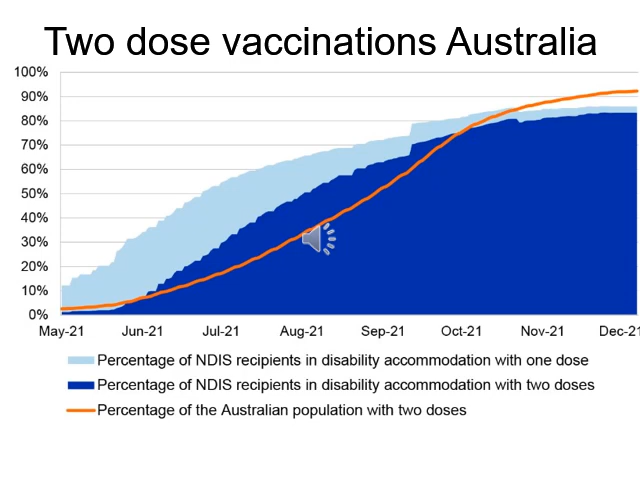 Two dose vaccinations Australia
100%
90%
80%
70%
60%
50%
40%
30%
20%
10%
0%
May-21 Jun-21 Jul-21 Aug-21 Sep-21 Oct-21 Nov-21 Dec-21
Percentage of NDIS recipients in disability accommodation with one dose
Percentage of NDIS recipients in disability accommodation with two doses
Percentage of the Australian population with two doses